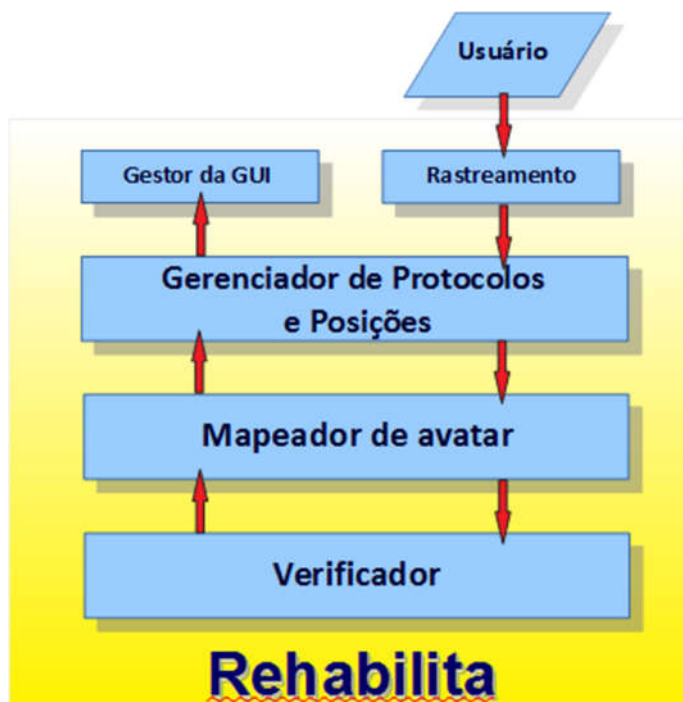 Usuário
Gestor da GUI
Rastreamento
Gerenciador de Protocolos
e Posições
Mapeador de avatar
Verificador
Rehabilita